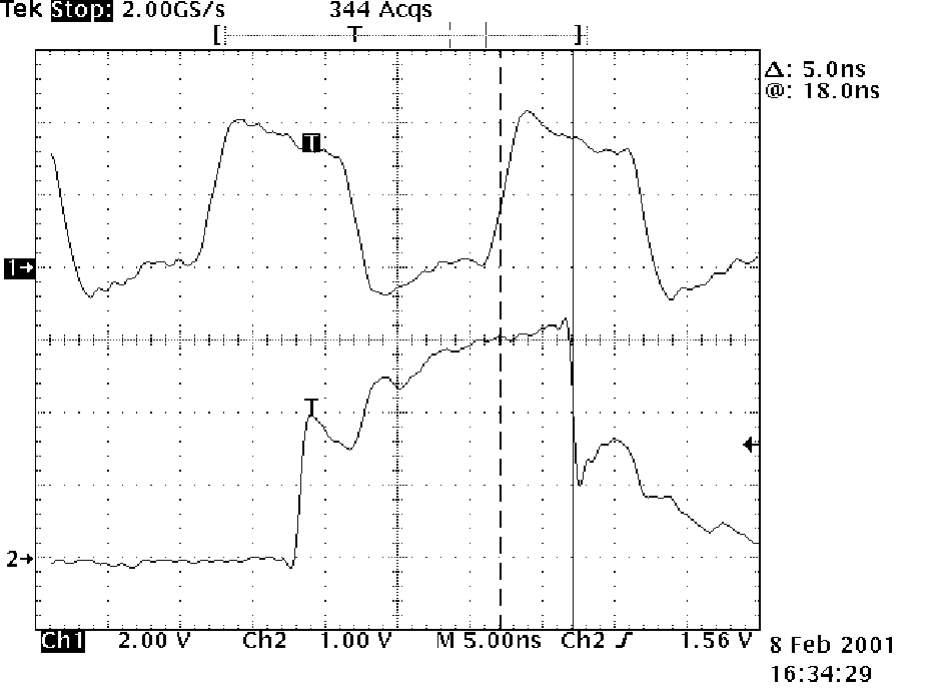 Tek Stop: 2.00GS/s 344 Acqs
[ T ]
Δ: 5.0ns
@: 18.0ns
T
1→
T
2→
Ch1 2.00 V Ch2 1.00 V M 5.00ns Ch2 ∫ 1.56 V
8 Feb 2001
16:34:29